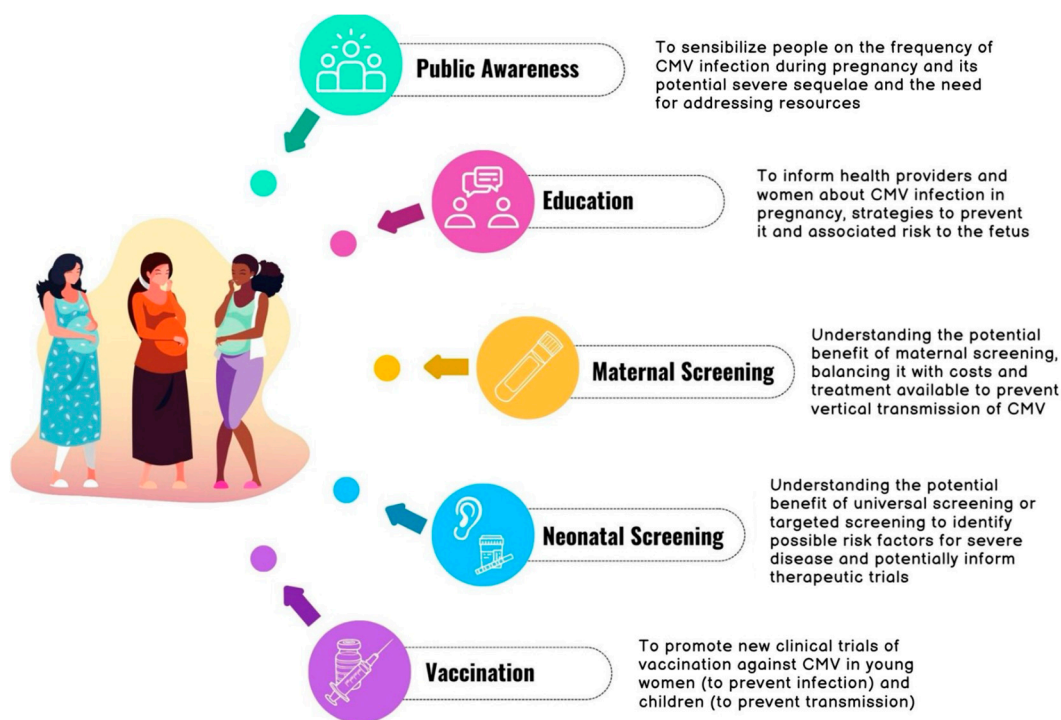 Public Awareness
To sensibilize people on the frequency of
CMV infection during pregnancy and its
potential severe sequelae and the need
for addressing resources
Education
To inform health providers and
women about CMV infection in
pregnancy, strategies to prevent
it and associated risk to the fetus
Maternal Screening
Understanding the potential
benefit of maternal screening,
balancing it with costs and
treatment available to prevent
vertical transmission of CMV
Neonatal Screening
Understanding the potential
benefit of universal screening or
targeted screening to identify
possible risk factors for severe
disease and potentially inform
therapeutic trials
Vaccination
To promote new clinical trials of
vaccination against CMV in young
women (to prevent infection) and
children (to prevent transmission)